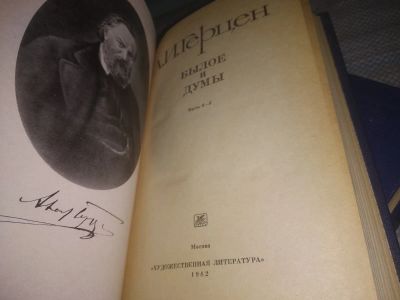 А.И.Герцен
БЫЛОЕ
и
ДУМЫ
Москва
«ХУДОЖЕСТВЕННАЯ ЛИТЕРАТУРА»
1982